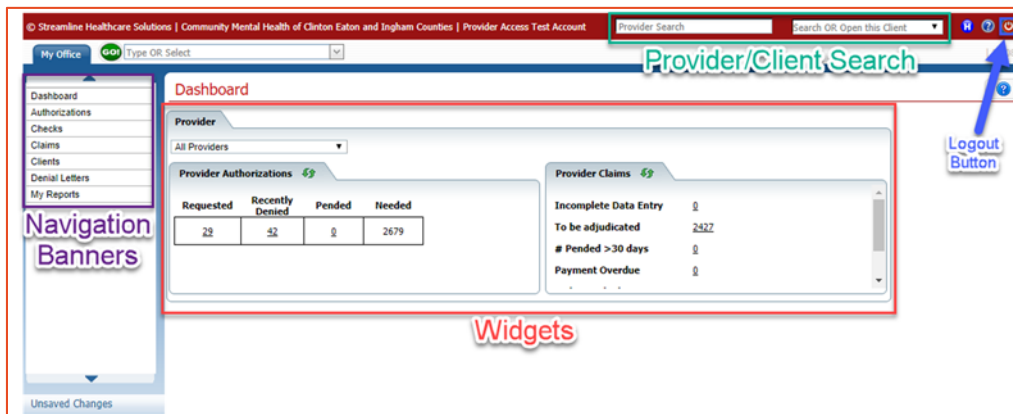 © Streamline Healthcare Solutions | Community Mental Health of Clinton Eaton and Ingham Counties | Provider Access Test Account
Provider Search
Search OR Open this Client
H
?
My Office
GO!
Type OR Select
Provider/Client Search
Dashboard
Authorizations
Checks
Claims
Clients
Denial Letters
My Reports
Navigation
Banners
Unsaved Changes
Dashboard
?
Logout
Button
Provider
All Providers
Provider Authorizations
Requested Recently Denied Pended Needed
29 42 0 2679
Provider Claims
Incomplete Data Entry 0
To be adjudicated 2427
# Pended >30 days 0
Payment Overdue 0
Widgets